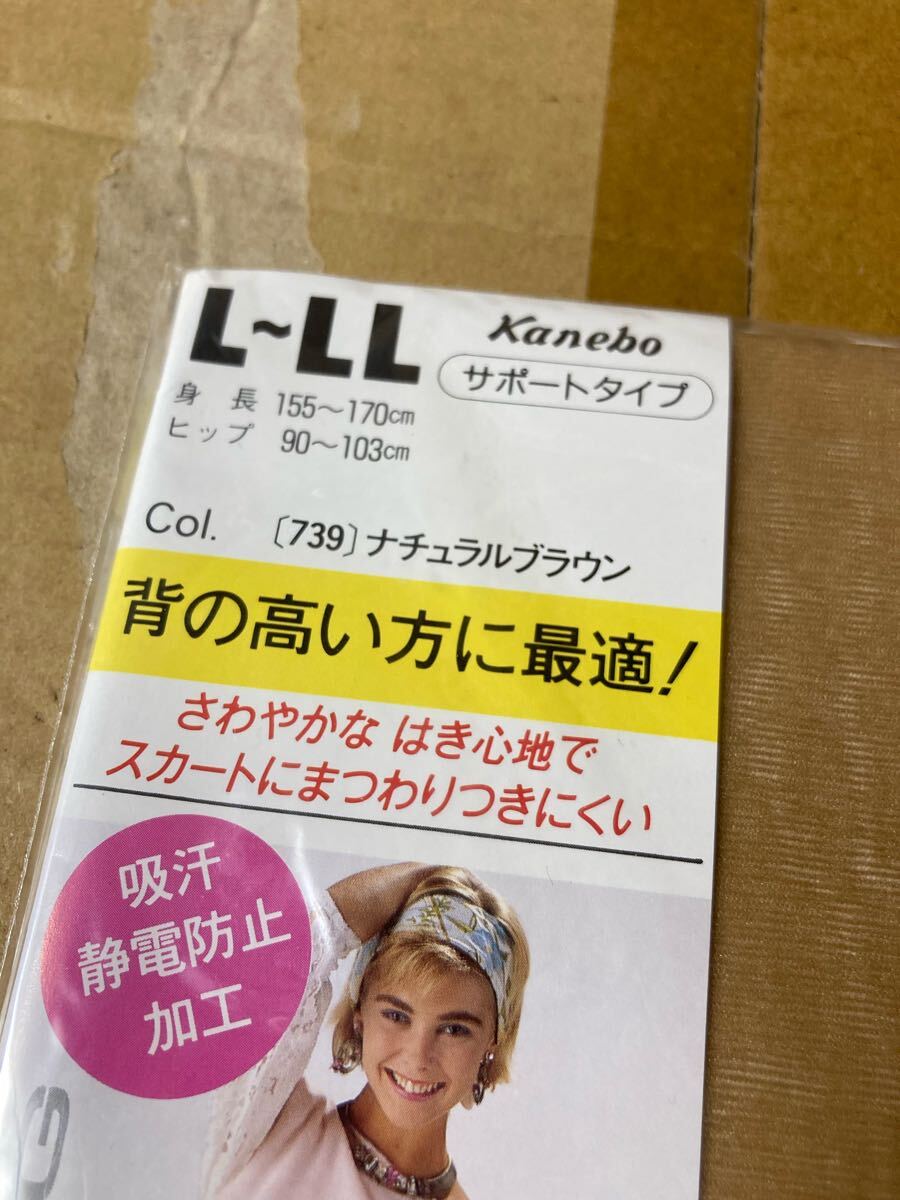 L~LL
Kanebo
サポートタイプ
身長 155～170cm
ヒップ 90～103cm
Col. 〔739〕ナチュラルブラウン
背の高い方に最適!
さわやかな はき心地で
スカートにまつわりつきにくい
吸汗
静電防止
加工
G